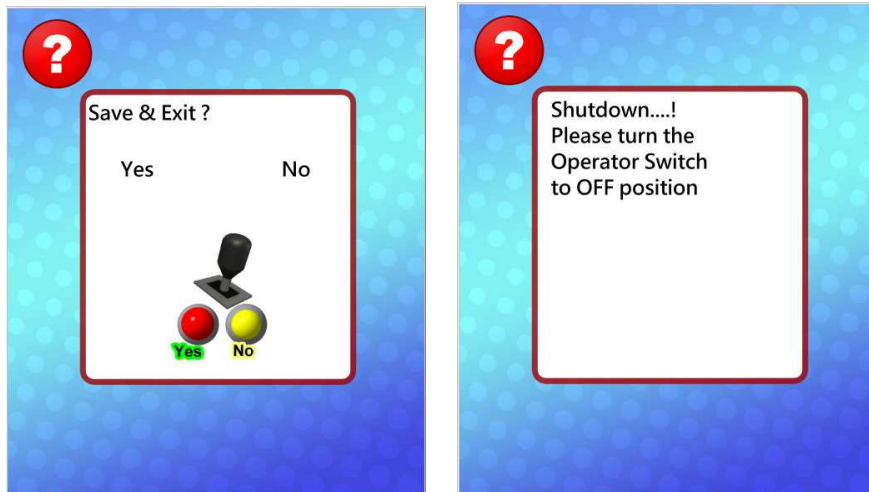 ?
Save & Exit ?
Yes No
Yes No
?
Shutdown....!
Please turn the
Operator Switch
to OFF position